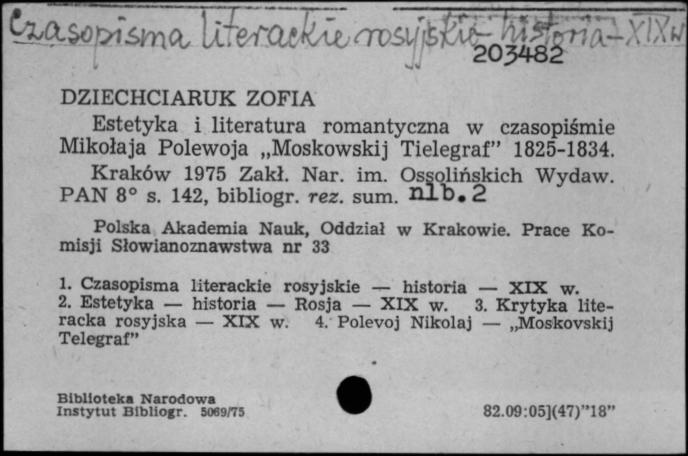 Czasopisma literackie rosyjskie - historia - XIX w
203482
DZIECHCIARUK ZOFIA
Estetyka i literatura romantyczna w czasopiśmie
Mikołaja Polewoja „Moskowskij Tielegraf” 1825-1834.
Kraków 1975 Zakł. Nar. im. Ossolińskich Wydaw.
PAN 8° s. 142, bibliogr. rez. sum. nlb.2
Polska Akademia Nauk, Oddział w Krakowie. Prace Ko-
misji Słowianoznawstwa nr 33
1. Czasopisma literackie rosyjskie — historia — XIX w.
2. Estetyka — historia — Rosja — XIX w. 3. Krytyka lite-
racka rosyjska — XIX w. 4. Polevoj Nikolaj — „Moskovskij
Telegraf”
Biblioteka Narodowa
Instytut Bibliogr. 5069/75
82.09:05](47)”18”